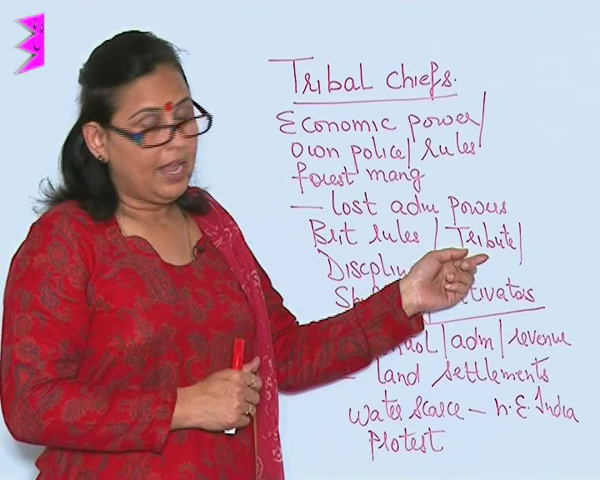 Tribal chiefs.
Economic power/
own police/ rules
forest mang
— lost adm powers
Brit rules / Tribute/
Discplin
/ adm / revenue
- land settlements
water scarce — N.E. India
Protest